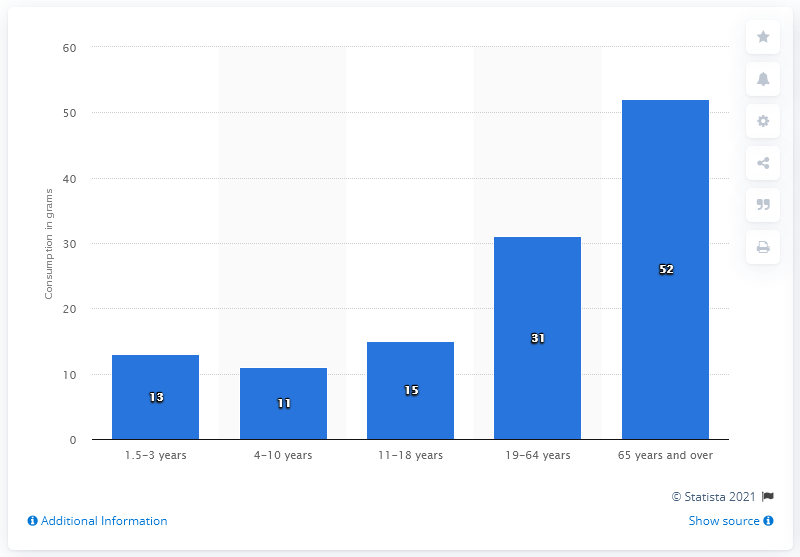 60
50
40
30
20
10
0
Consumption in grams
13
11
15
31
52
1.5-3 years
4-10 years
11-18 years
19-64 years
65 years and over
© Statista 2021
Additional Information
Show source